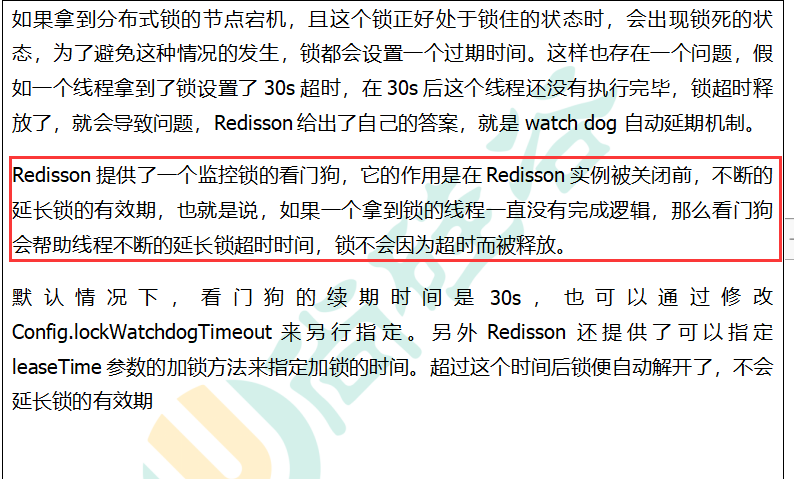 如果拿到分布式锁的节点宕机，且这个锁正好处于锁住的状态时，会出现锁死的状
态，为了避免这种情况的发生，锁都会设置一个过期时间。这样也存在一个问题，假
如一个线程拿到了锁设置了 30s 超时，在 30s 后这个线程还没有执行完毕，锁超时释
放了，就会导致问题，Redisson 给出了自己的答案，就是 watch dog 自动延期机制。
Redisson 提供了一个监控锁的看门狗，它的作用是在 Redisson 实例被关闭前，不断的
延长锁的有效期，也就是说，如果一个拿到锁的线程一直没有完成逻辑，那么看门狗
会帮助线程不断的延长锁超时时间，锁不会因为超时而被释放。
默认情况下，看门狗的续期时间是 30s，也可以通过修改
Config.lockWatchdogTimeout 来另行指定。另外 Redisson 还提供了可以指定
leaseTime 参数的加锁方法来指定加锁的时间。超过这个时间后锁便自动解开了，不会
延长锁的有效期
尚硅谷